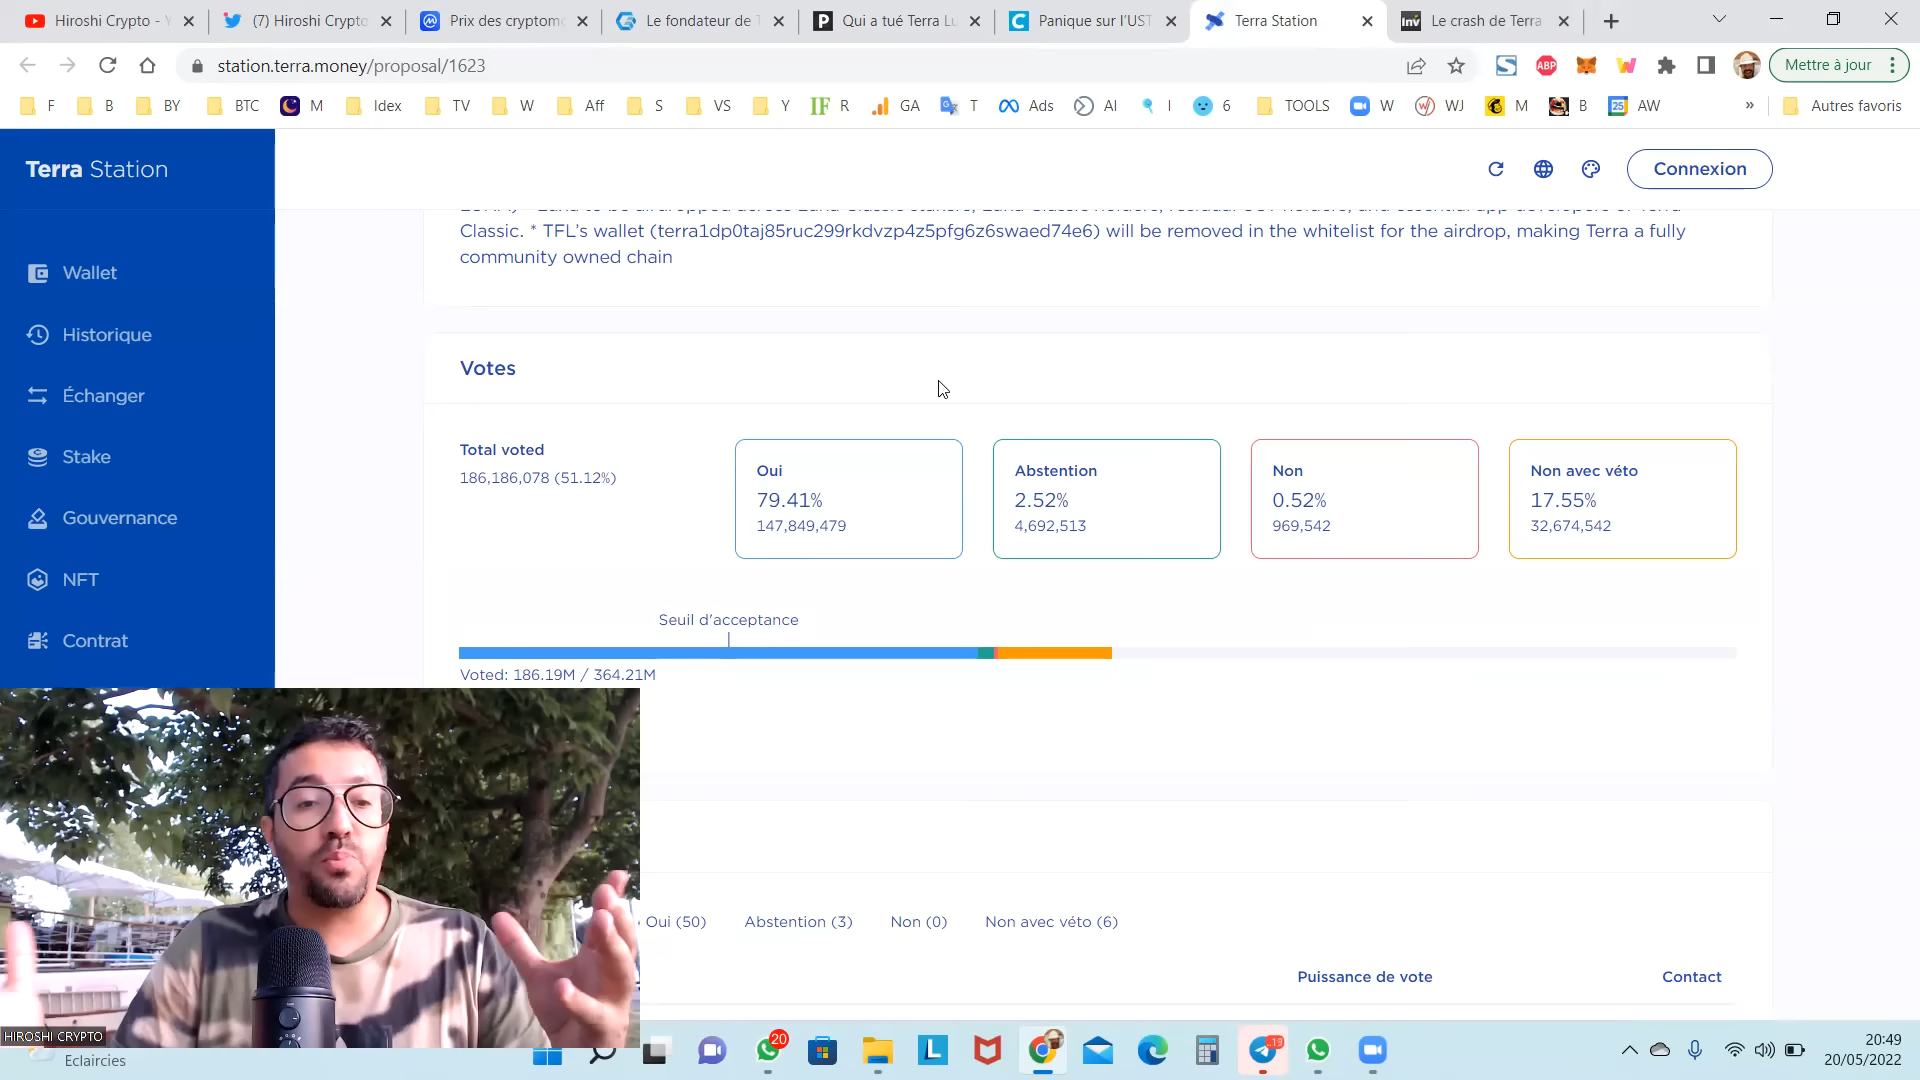 Hiroshi Crypto - Y
(7) Hiroshi Crypto
Prix des cryptomo
Le fondateur de T
Qui a tué Terra Lu
Panique sur l'UST
Terra Station
Le crash de Terra
station.terra.money/proposal/1623
ABP
Mettre à jour
F
B
BY
BTC
M
Idex
TV
W
Aff
S
VS
Y
IF R
GA
T
Ads
AI
I
6
TOOLS
W
WJ
M
B
25 AW
»
Autres favoris
Terra Station
Connexion
Wallet
Historique
Échanger
Stake
Gouvernance
NFT
Contrat
Classic. * TFL's wallet (terra1dp0taj85ruc299rkdvzp4z5pfg6z6swaed74e6) will be removed in the whitelist for the airdrop, making Terra a fully
community owned chain
Votes
Total voted
186,186,078 (51.12%)
Oui
79.41%
147,849,479
Abstention
2.52%
4,692,513
Non
0.52%
969,542
Non avec véto
17.55%
32,674,542
Seuil d'acceptance
Voted: 186.19M / 364.21M
Oui (50)
Abstention (3)
Non (0)
Non avec véto (6)
Puissance de vote
Contact
HIROSHI CRYPTO
Eclaircies
20
L
19
20:49
20/05/2022